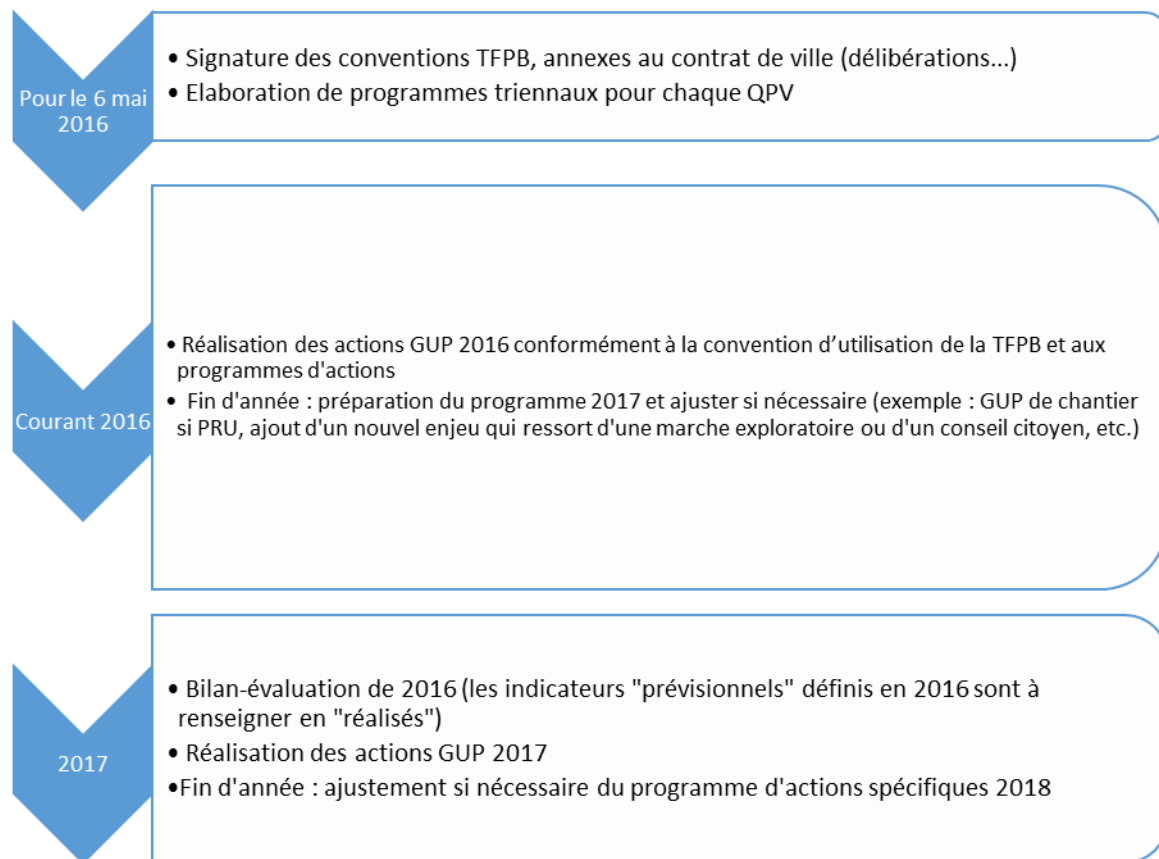 Pour le 6 mai
2016
• Signature des conventions TFPB, annexes au contrat de ville (délibérations...)
• Elaboration de programmes triennaux pour chaque QPV
Courant 2016
• Réalisation des actions GUP 2016 conformément à la convention d’utilisation de la TFPB et aux
programmes d'actions
• Fin d'année : préparation du programme 2017 et ajuster si nécessaire (exemple : GUP de chantier
si PRU, ajout d'un nouvel enjeu qui ressort d'une marche exploratoire ou d'un conseil citoyen, etc.)
2017
• Bilan-évaluation de 2016 (les indicateurs "prévisionnels" définis en 2016 sont à
renseigner en "réalisés")
• Réalisation des actions GUP 2017
•Fin d'année : ajustement si nécessaire du programme d'actions spécifiques 2018